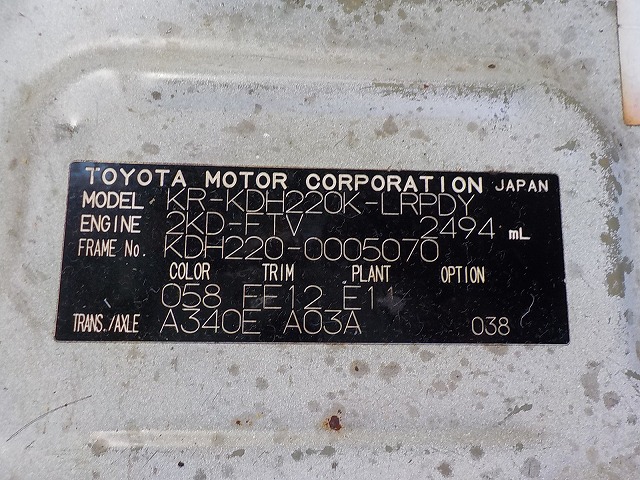 TOYOTA MOTOR CORPORATION JAPAN
MODEL KR-KDH220K-LRPDY
ENGINE 2KD-FTV 2494 mL
FRAME No. KDH220-0005070
COLOR TRIM PLANT OPTION
058 FE12 E11
TRANS./AXLE A340E A03A 038